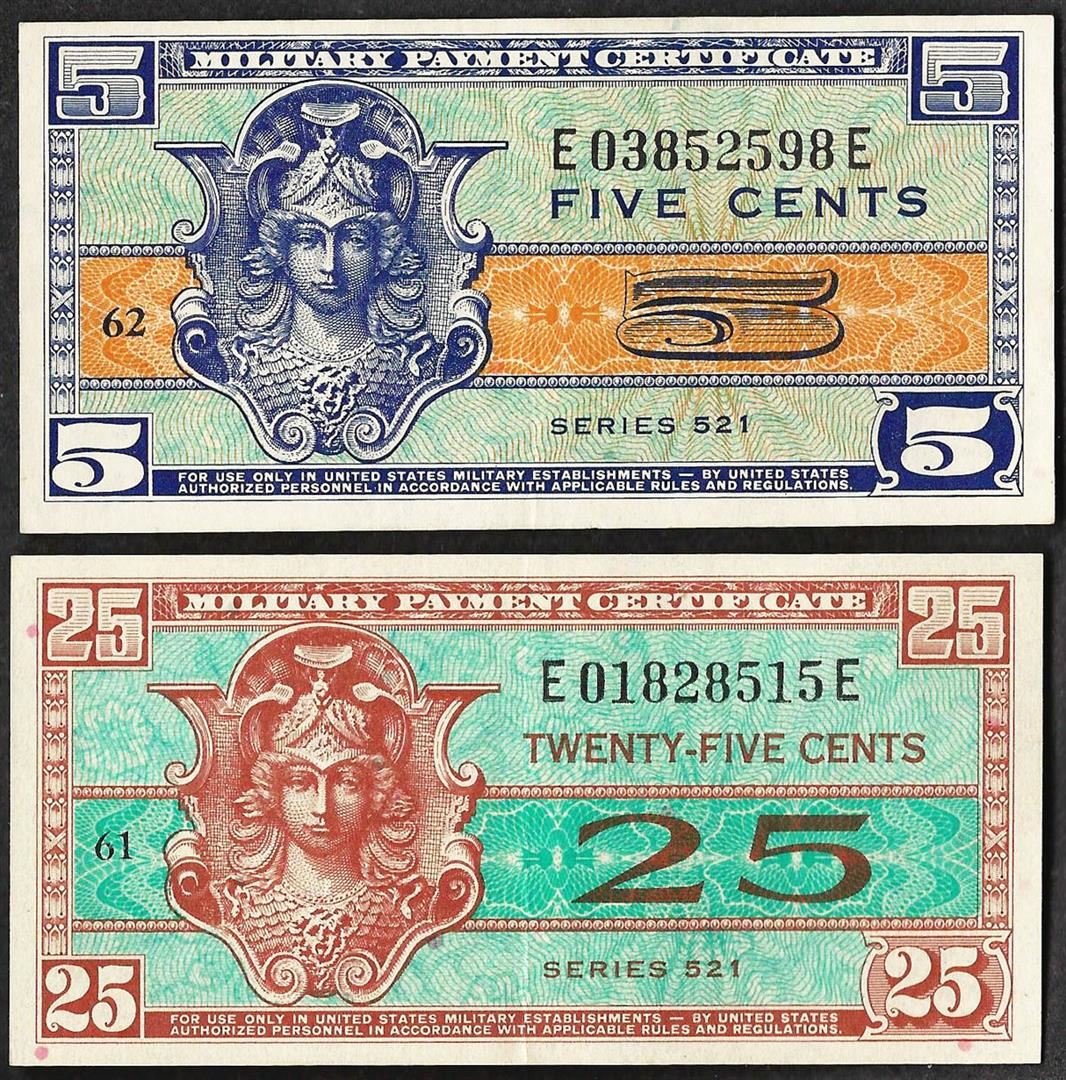 5 MILITARY PAYMENT CERTIFICATE 5
E03852598E
FIVE CENTS
62 5
SERIES 521
5 5
FOR USE ONLY IN UNITED STATES MILITARY ESTABLISHMENTS — BY UNITED STATES
AUTHORIZED PERSONNEL IN ACCORDANCE WITH APPLICABLE RULES AND REGULATIONS.
25 MILITARY PAYMENT CERTIFICATE 25
E01828515E
TWENTY-FIVE CENTS
61 25
SERIES 521
25 25
FOR USE ONLY IN UNITED STATES MILITARY ESTABLISHMENTS — BY UNITED STATES
AUTHORIZED PERSONNEL IN ACCORDANCE WITH APPLICABLE RULES AND REGULATIONS.